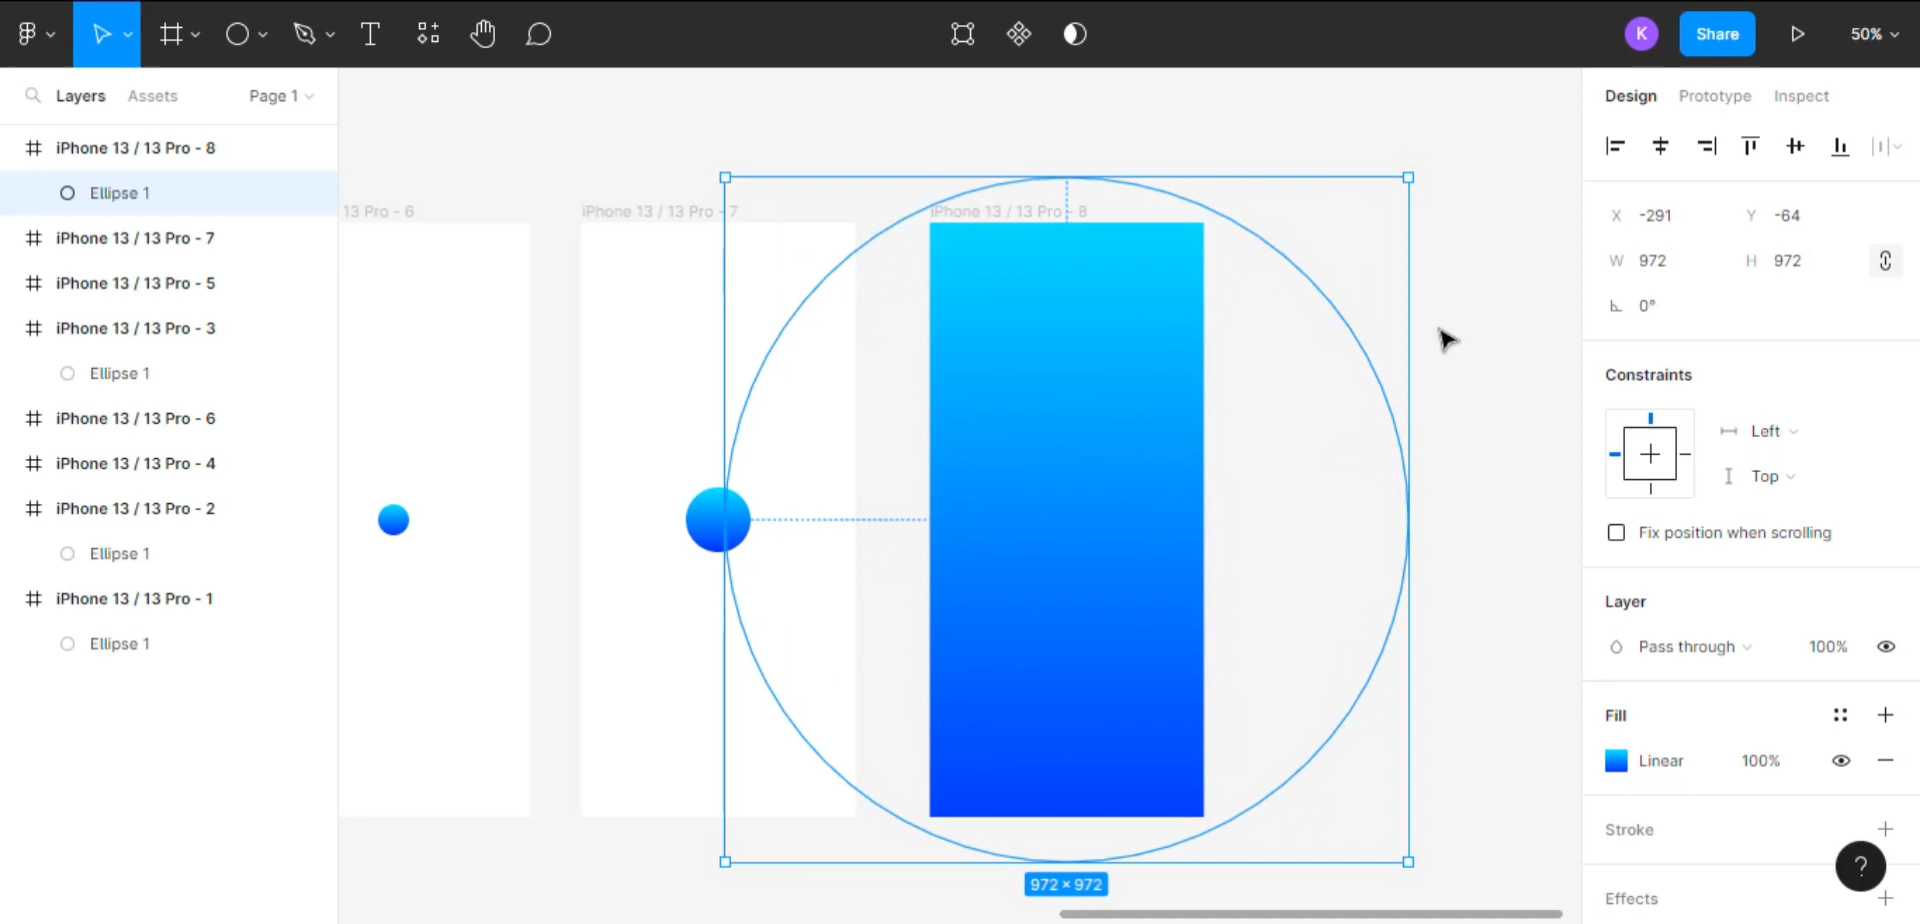 K
Share
50%
Layers
Assets
Page 1
iPhone 13 / 13 Pro - 8
Ellipse 1
iPhone 13 / 13 Pro - 7
iPhone 13 / 13 Pro - 5
iPhone 13 / 13 Pro - 3
Ellipse 1
iPhone 13 / 13 Pro - 6
iPhone 13 / 13 Pro - 4
iPhone 13 / 13 Pro - 2
Ellipse 1
iPhone 13 / 13 Pro - 1
Ellipse 1
13 Pro - 6
iPhone 13 / 13 Pro - 7
iPhone 13 / 13 Pro - 8
972 × 972
Design
Prototype
Inspect
X -291
Y -64
W 972
H 972
0°
Constraints
Left
Top
Fix position when scrolling
Layer
Pass through
100%
Fill
Linear
100%
Stroke
Effects
?